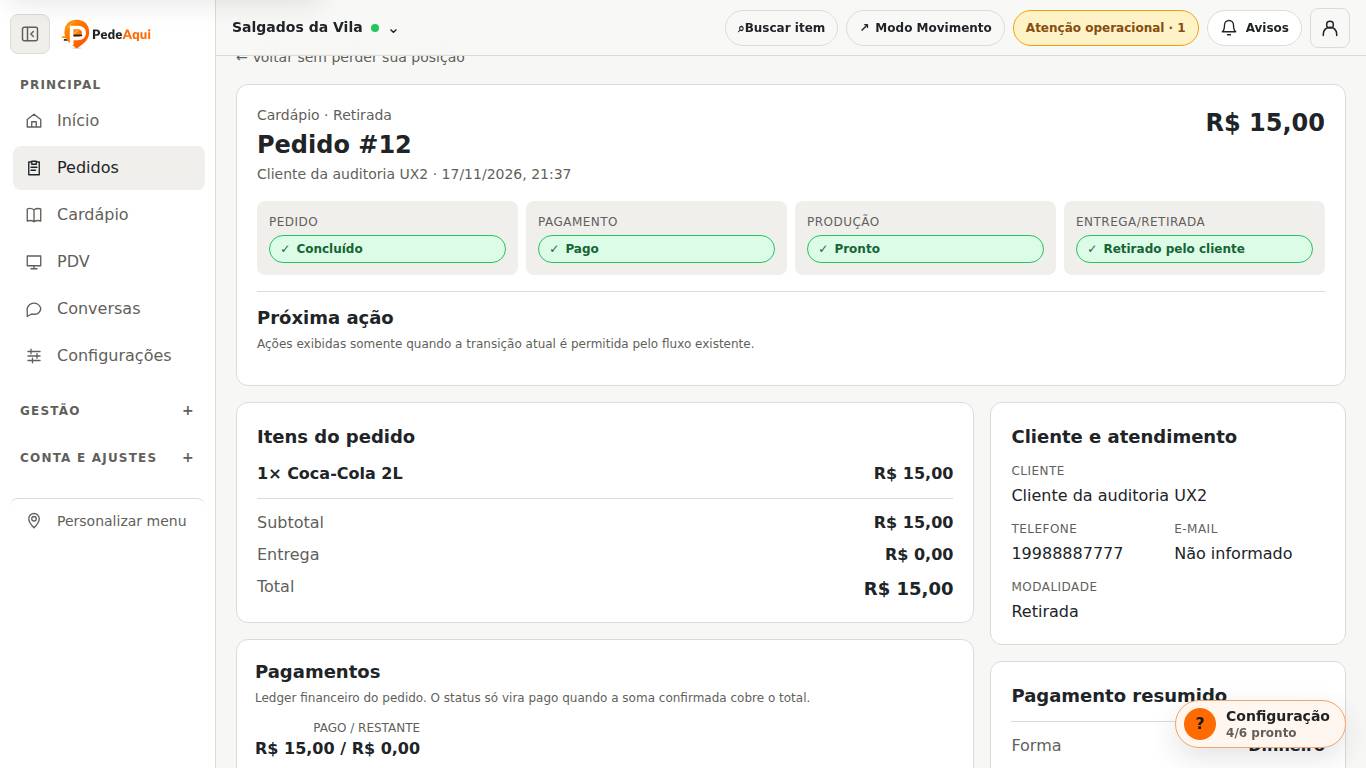 PedeAqui
Salgados da Vila
Buscar item
↗ Modo Movimento
Atenção operacional · 1
Avisos
PRINCIPAL
Início
Pedidos
Cardápio
PDV
Conversas
Configurações
GESTÃO +
CONTA E AJUSTES +
Personalizar menu
← Voltar sem perder sua posição
Cardápio · Retirada
Pedido #12
R$ 15,00
Cliente da auditoria UX2 · 17/11/2026, 21:37
PEDIDO
✓ Concluído
PAGAMENTO
✓ Pago
PRODUÇÃO
✓ Pronto
ENTREGA/RETIRADA
✓ Retirado pelo cliente
Próxima ação
Ações exibidas somente quando a transição atual é permitida pelo fluxo existente.
Itens do pedido
1× Coca-Cola 2L R$ 15,00
Subtotal R$ 15,00
Entrega R$ 0,00
Total R$ 15,00
Pagamentos
Ledger financeiro do pedido. O status só vira pago quando a soma confirmada cobre o total.
PAGO / RESTANTE
R$ 15,00 / R$ 0,00
Cliente e atendimento
CLIENTE
Cliente da auditoria UX2
TELEFONE
19988887777
E-MAIL
Não informado
MODALIDADE
Retirada
Pagamento resumido
Forma Dinheiro
?
Configuração
4/6 pronto